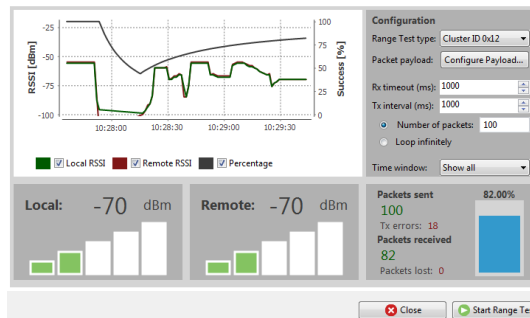 Configuration
Range Test type: Cluster ID 0x12
Packet payload: Configure Payload...
Rx timeout (ms): 1000
Tx interval (ms): 1000
Number of packets: 100
Loop infinitely
Time window: Show all
RSSI [dBm]
-25
-50
-75
-100
100
75
50
25
0
Success [%]
10:28:00 10:28:30 10:29:00 10:29:30
Local RSSI Remote RSSI Percentage
Local: -70 dBm
Remote: -70 dBm
Packets sent 82.00%
100
Tx errors: 18
Packets received
82
Packets lost: 0
Close Start Range Te